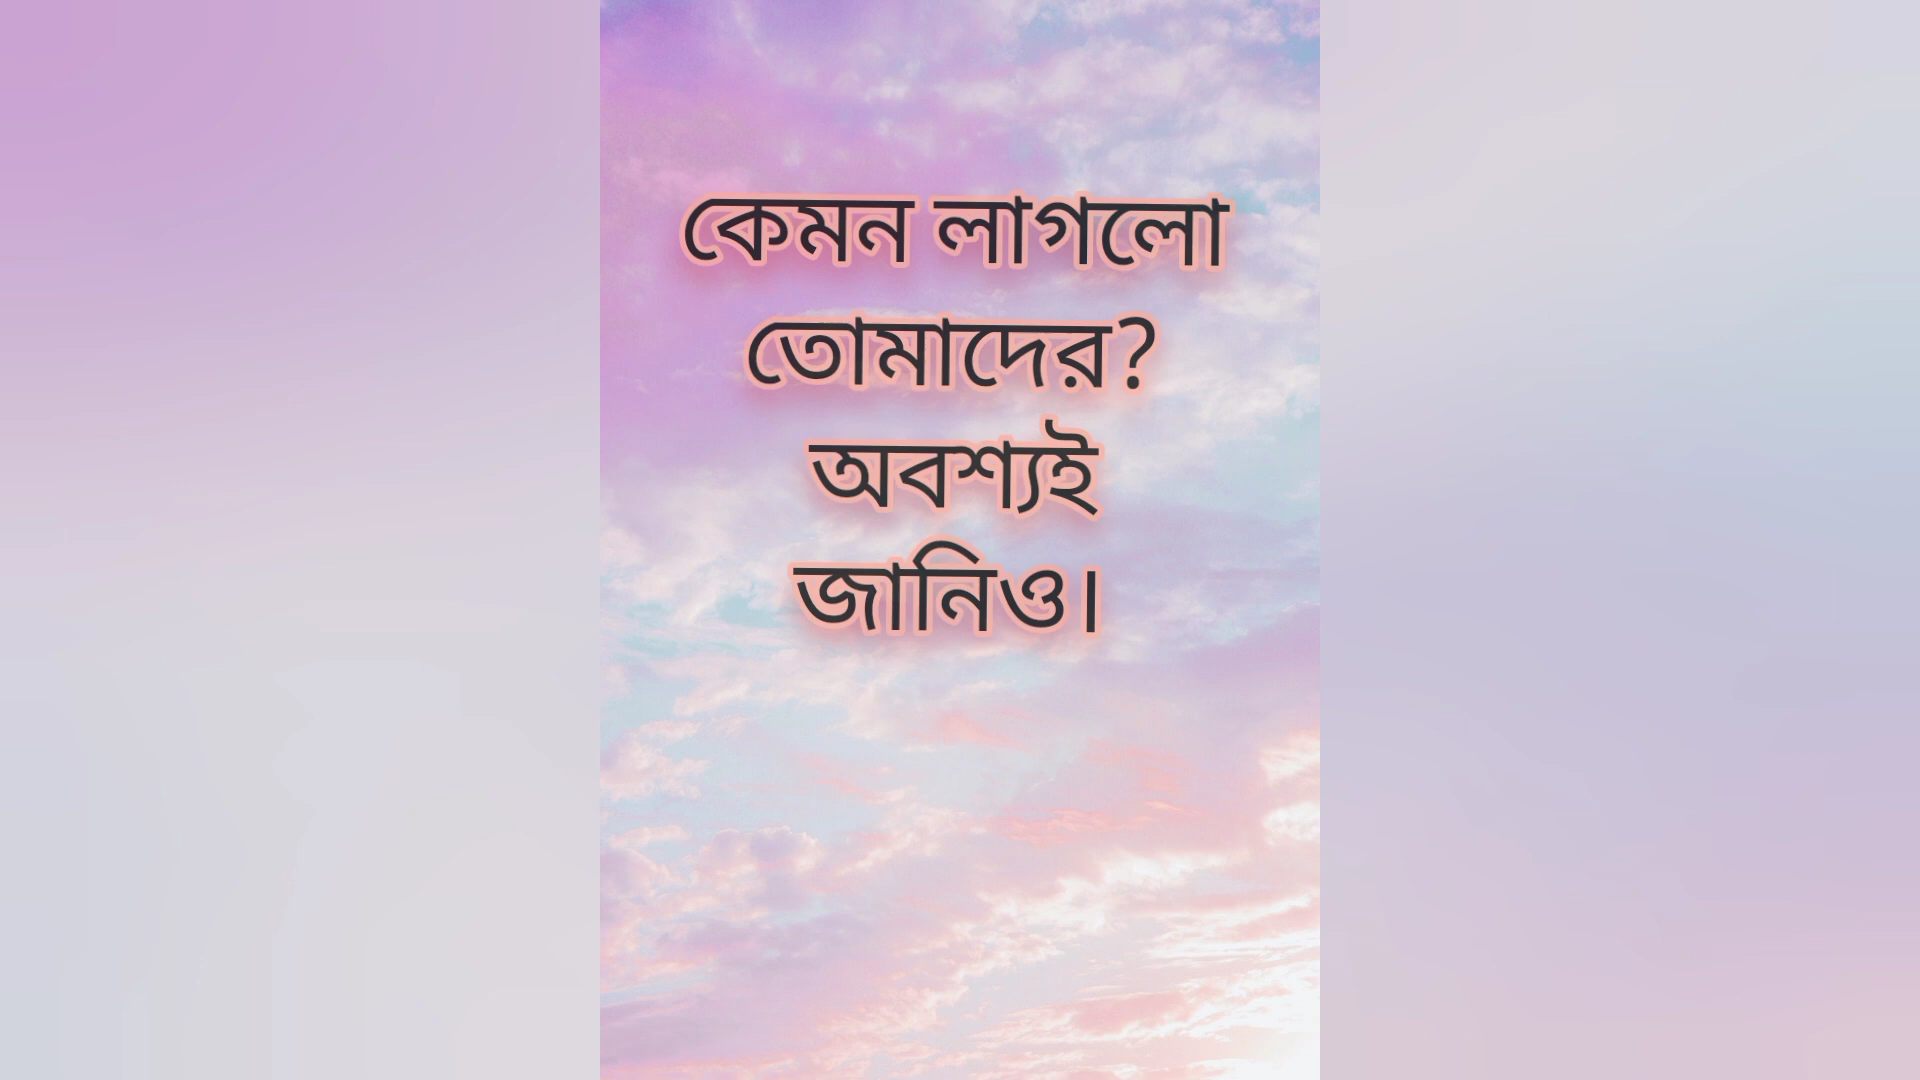 কেমন লাগলো
তোমাদের?
অবশ্যই
জানিও।